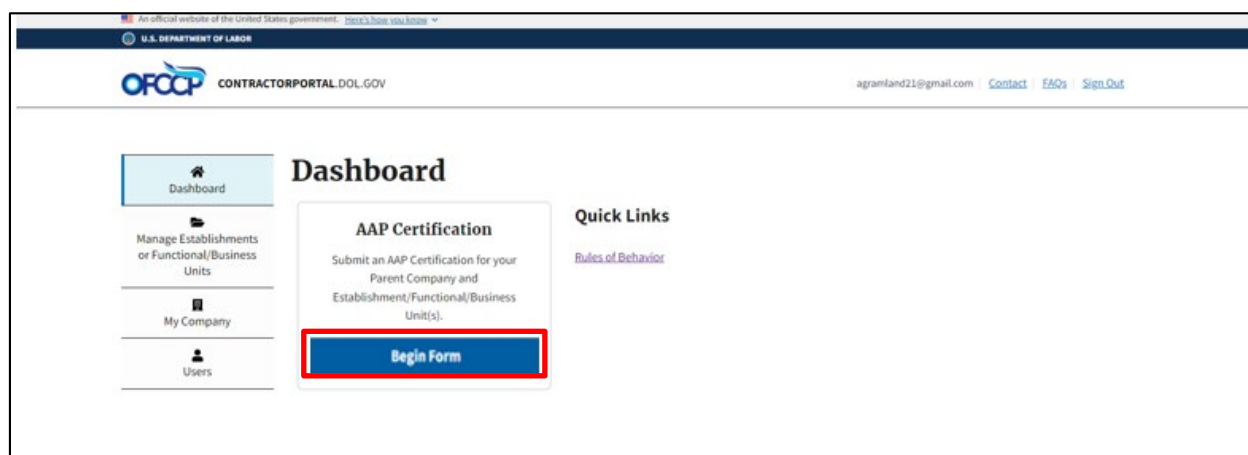 An official website of the United States government. Here's how you know
U.S. DEPARTMENT OF LABOR
OFCCP CONTRACTORPORTAL.DOL.GOV
agramland21@gmail.com Contact FAQs Sign Out
Dashboard
Manage Establishments
or Functional/Business
Units
My Company
Users
Dashboard
AAP Certification
Submit an AAP Certification for your
Parent Company and
Establishment/Functional/Business
Unit(s).
Begin Form
Quick Links
Rules of Behavior